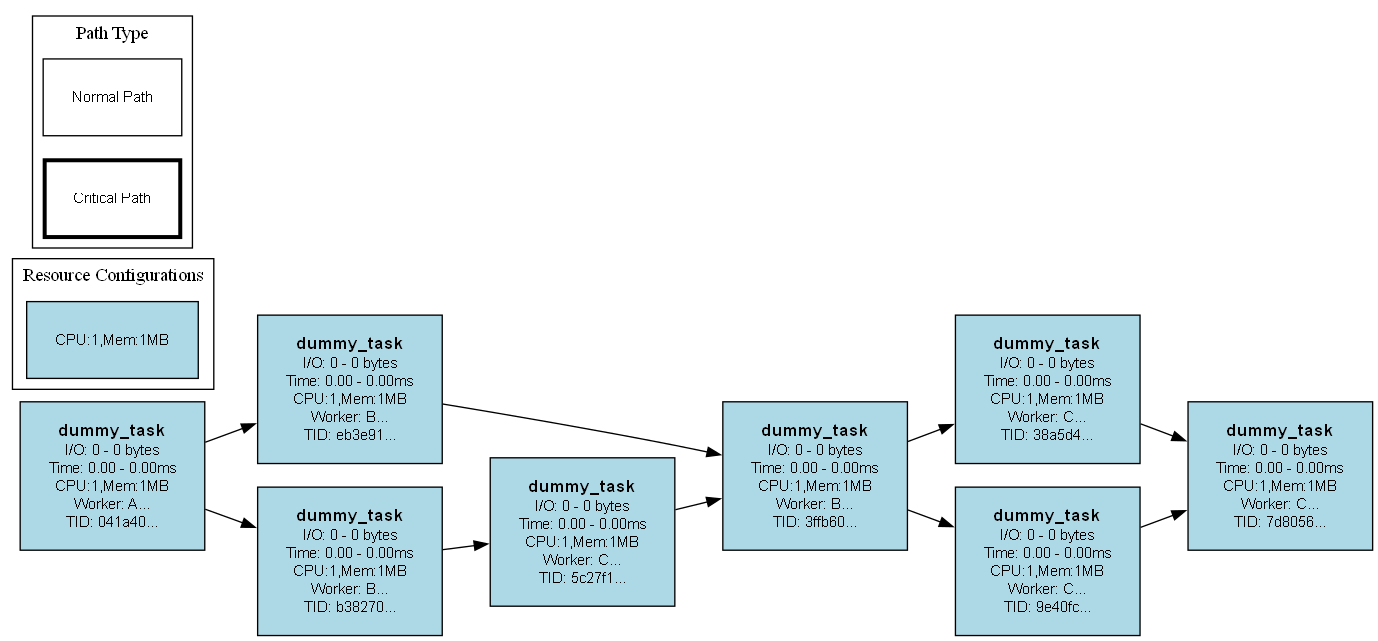 Path Type
Normal Path
Critical Path
Resource Configurations
CPU:1,Mem:1MB
dummy_task
I/O: 0 - 0 bytes
Time: 0.00 - 0.00ms
CPU:1,Mem:1MB
Worker: A...
TID: 041a40...
dummy_task
I/O: 0 - 0 bytes
Time: 0.00 - 0.00ms
CPU:1,Mem:1MB
Worker: B...
TID: eb3e91...
dummy_task
I/O: 0 - 0 bytes
Time: 0.00 - 0.00ms
CPU:1,Mem:1MB
Worker: B...
TID: b38270...
dummy_task
I/O: 0 - 0 bytes
Time: 0.00 - 0.00ms
CPU:1,Mem:1MB
Worker: C...
TID: 5c27f1...
dummy_task
I/O: 0 - 0 bytes
Time: 0.00 - 0.00ms
CPU:1,Mem:1MB
Worker: B...
TID: 3ffb60...
dummy_task
I/O: 0 - 0 bytes
Time: 0.00 - 0.00ms
CPU:1,Mem:1MB
Worker: C...
TID: 38a5d4...
dummy_task
I/O: 0 - 0 bytes
Time: 0.00 - 0.00ms
CPU:1,Mem:1MB
Worker: C...
TID: 9e40fc...
dummy_task
I/O: 0 - 0 bytes
Time: 0.00 - 0.00ms
CPU:1,Mem:1MB
Worker: C...
TID: 7d8056...